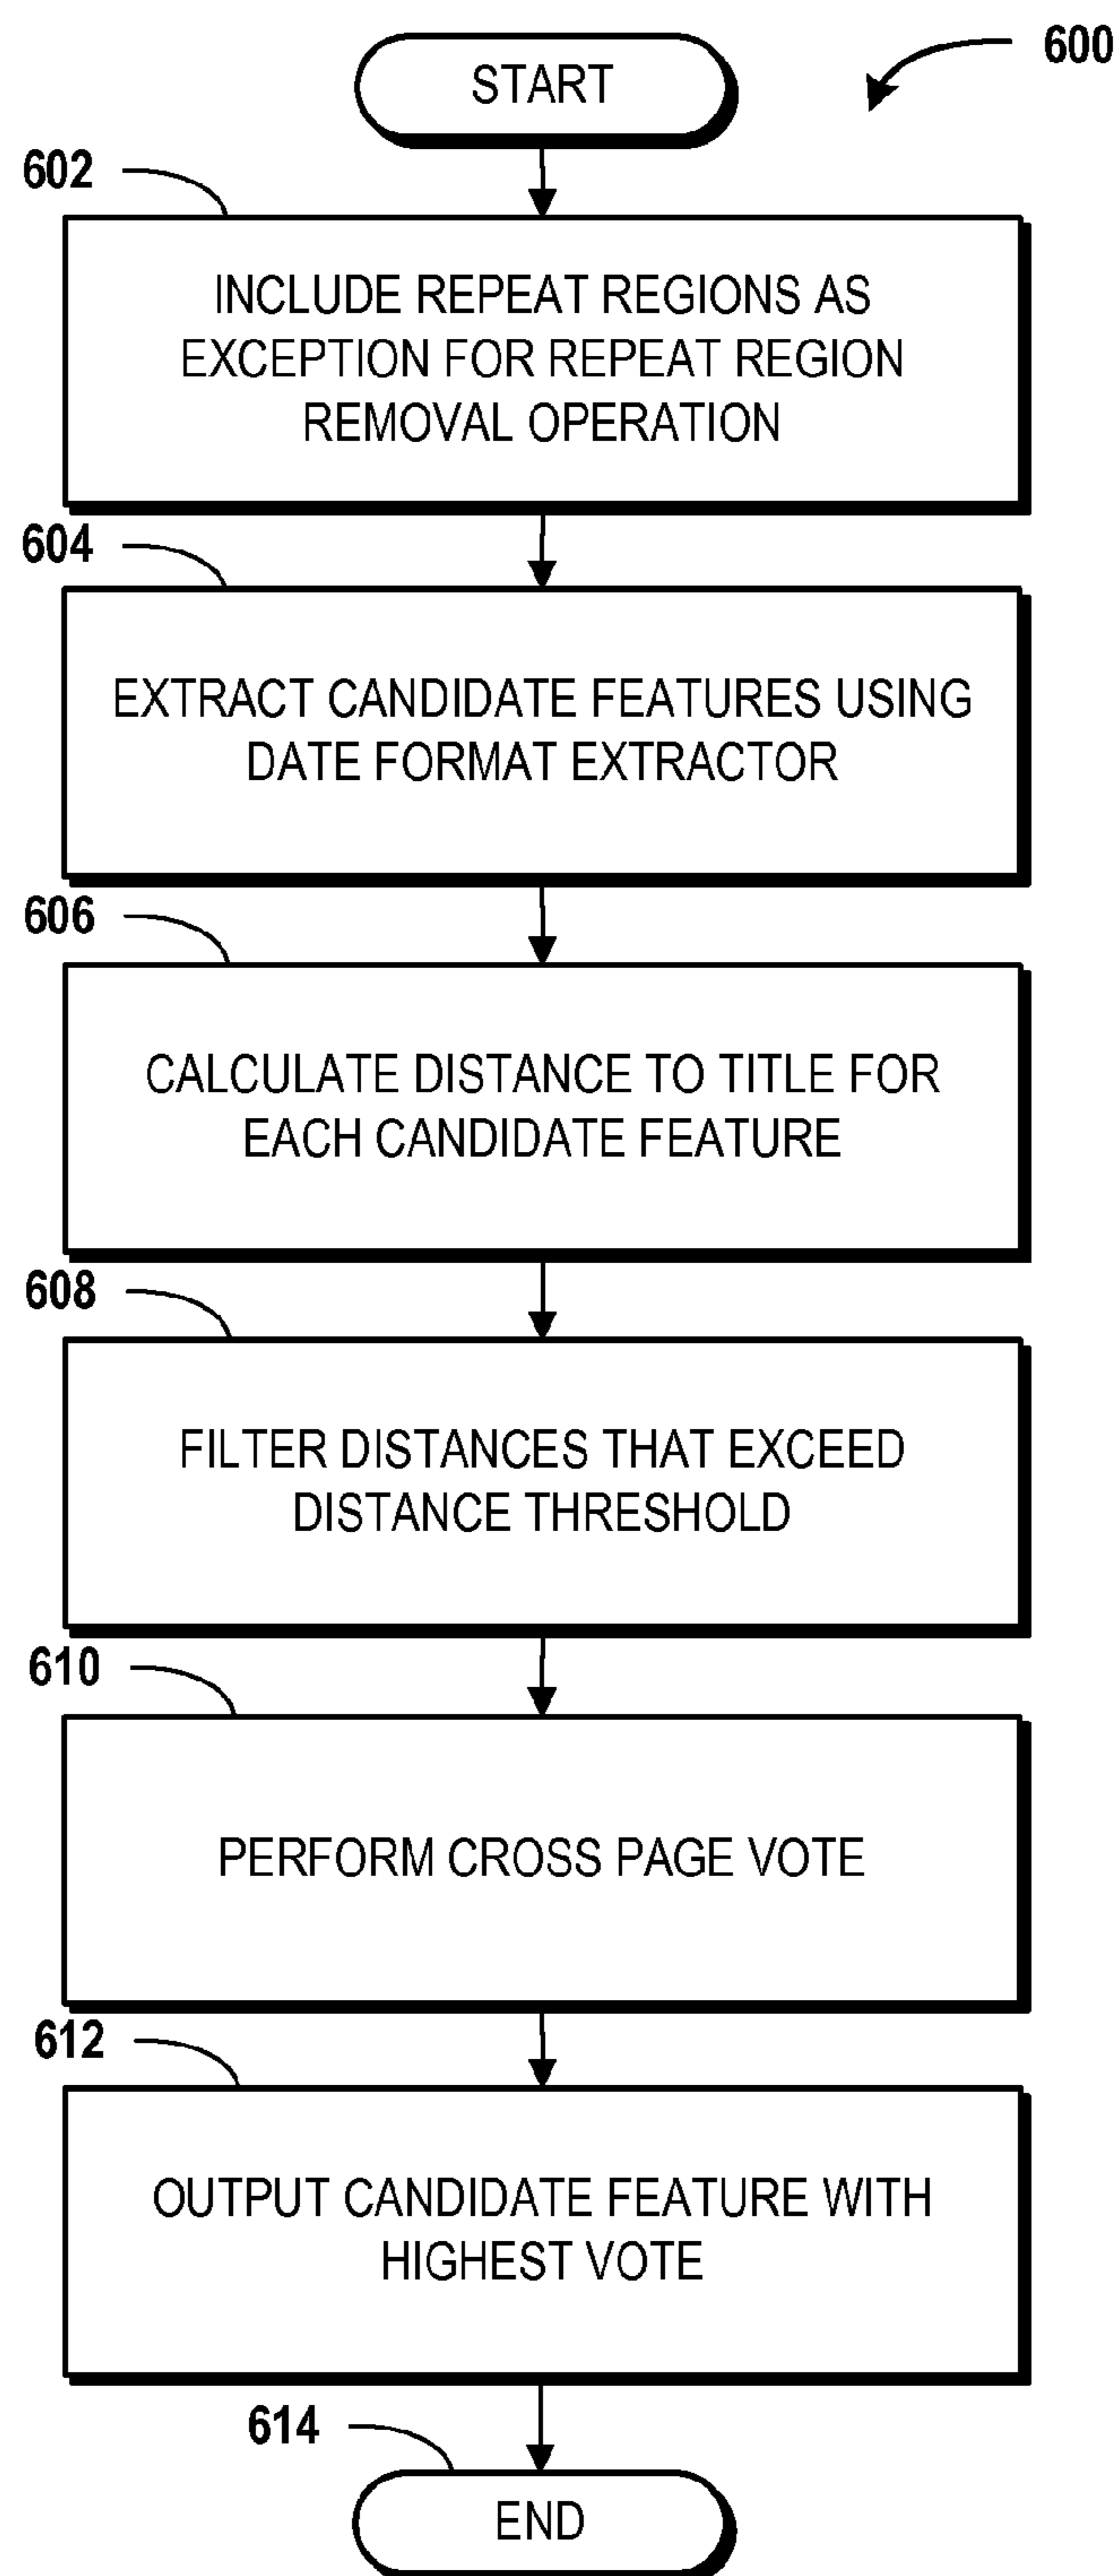 START
600
602
INCLUDE REPEAT REGIONS AS
EXCEPTION FOR REPEAT REGION
REMOVAL OPERATION
604
EXTRACT CANDIDATE FEATURES USING
DATE FORMAT EXTRACTOR
606
CALCULATE DISTANCE TO TITLE FOR
EACH CANDIDATE FEATURE
608
FILTER DISTANCES THAT EXCEED
DISTANCE THRESHOLD
610
PERFORM CROSS PAGE VOTE
612
OUTPUT CANDIDATE FEATURE WITH
HIGHEST VOTE
614
END